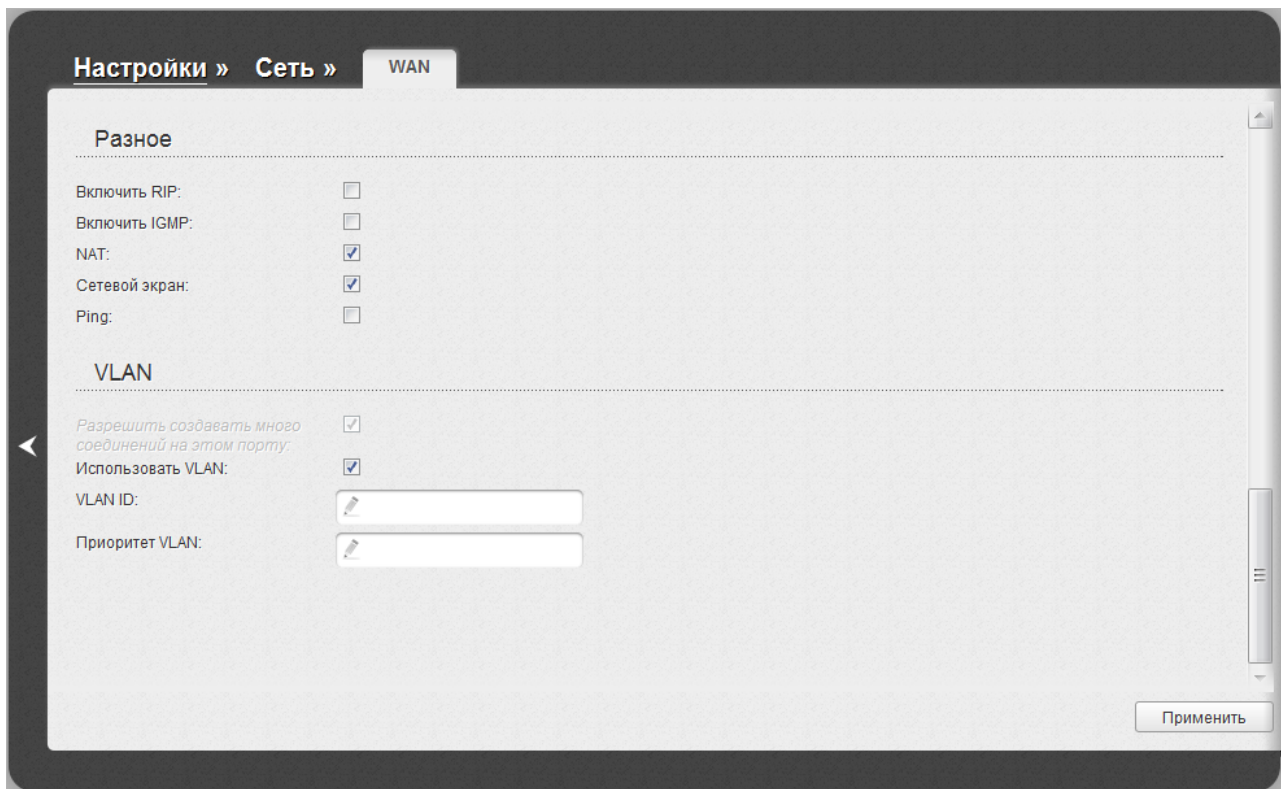 Настройки » Сеть » WAN
Разное
Включить RIP:
Включить IGMP:
NAT:
Сетевой экран:
Ping:
VLAN
Разрешить создавать много
соединений на этом порту:
Использовать VLAN:
VLAN ID:
Приоритет VLAN:
Применить